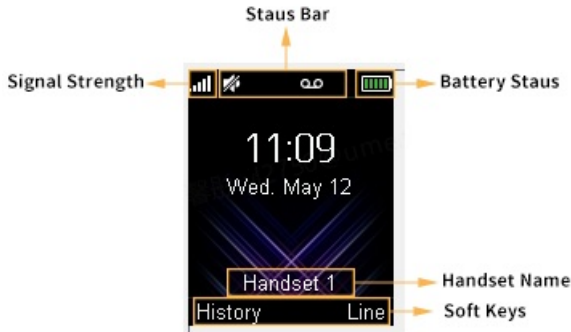 Staus Bar
Signal Strength
Battery Staus
11:09
Wed. May 12
Handset 1
Handset Name
History Line
Soft Keys